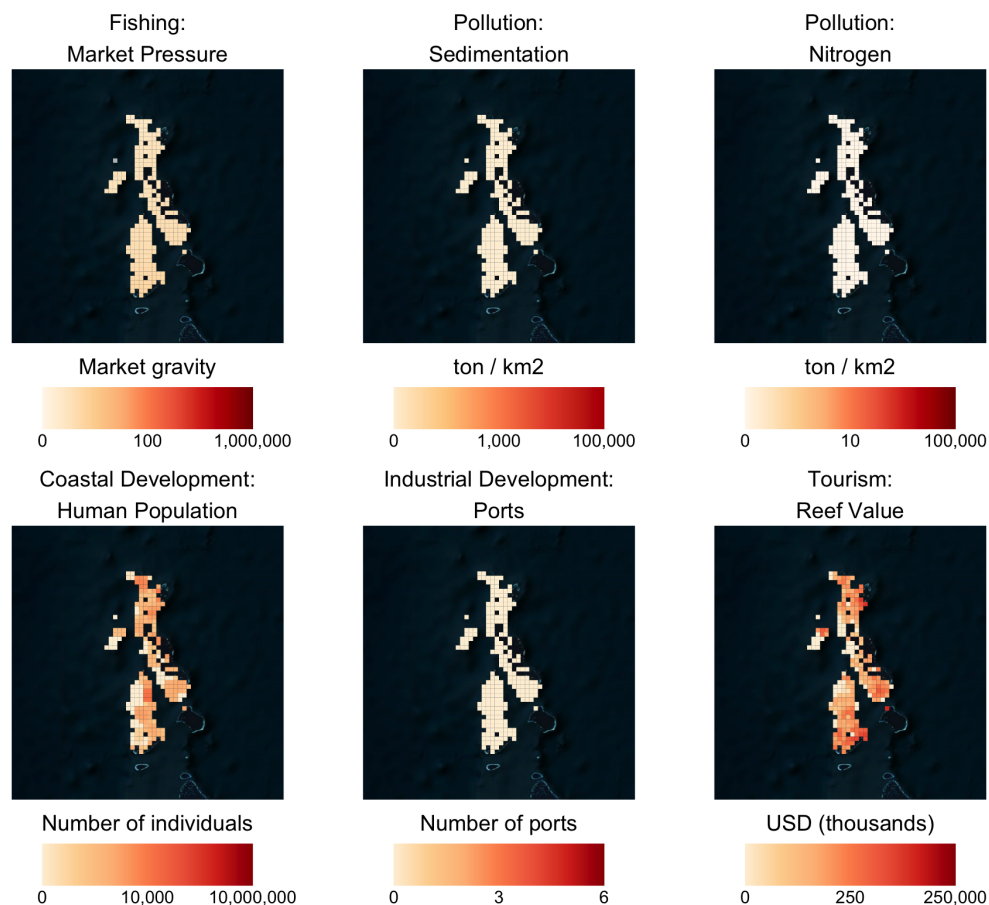 Fishing:
Market Pressure
Pollution:
Sedimentation
Pollution:
Nitrogen
Market gravity
0 100 1,000,000
ton / km2
0 1,000 100,000
ton / km2
0 10 100,000
Coastal Development:
Human Population
Industrial Development:
Ports
Tourism:
Reef Value
Number of individuals
0 10,000 10,000,000
Number of ports
0 3 6
USD (thousands)
0 250 250,000